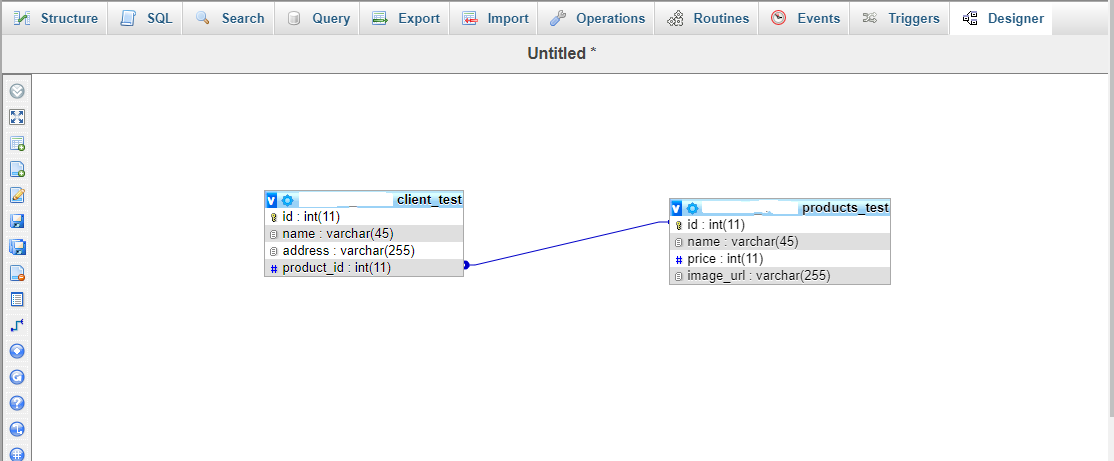 Structure SQL Search Query Export Import Operations Routines Events Triggers Designer
Untitled *
v client_test
id : int(11)
name : varchar(45)
address : varchar(255)
# product_id : int(11)
v products_test
id : int(11)
name : varchar(45)
# price : int(11)
image_url : varchar(255)